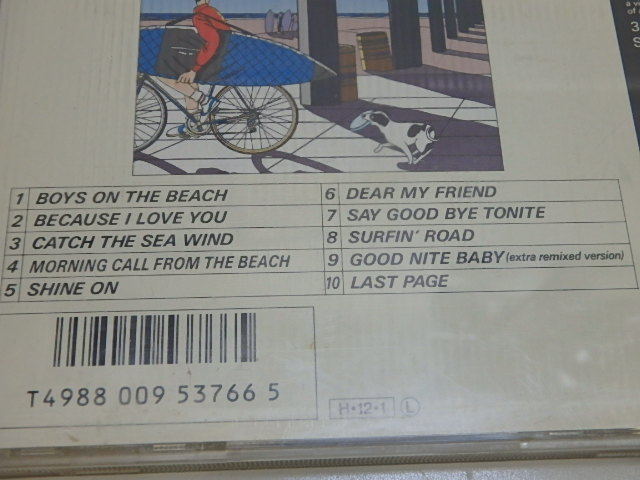 1 BOYS ON THE BEACH
2 BECAUSE I LOVE YOU
3 CATCH THE SEA WIND
4 MORNING CALL FROM THE BEACH
5 SHINE ON
6 DEAR MY FRIEND
7 SAY GOOD BYE TONITE
8 SURFIN' ROAD
9 GOOD NITE BABY (extra remixed version)
10 LAST PAGE
T4988 009 53766 5
H·12·1 L